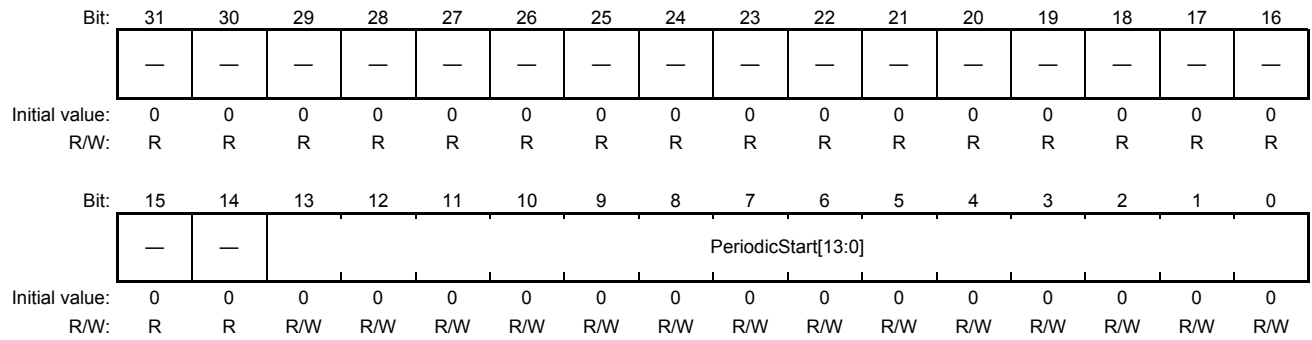 Bit: 31 30 29 28 27 26 25 24 23 22 21 20 19 18 17 16
— — — — — — — — — — — — — — — —
Initial value: 0 0 0 0 0 0 0 0 0 0 0 0 0 0 0 0
R/W: R R R R R R R R R R R R R R R R
Bit: 15 14 13 12 11 10 9 8 7 6 5 4 3 2 1 0
— — PeriodicStart[13:0]
Initial value: 0 0 0 0 0 0 0 0 0 0 0 0 0 0 0 0
R/W: R R R/W R/W R/W R/W R/W R/W R/W R/W R/W R/W R/W R/W R/W R/W